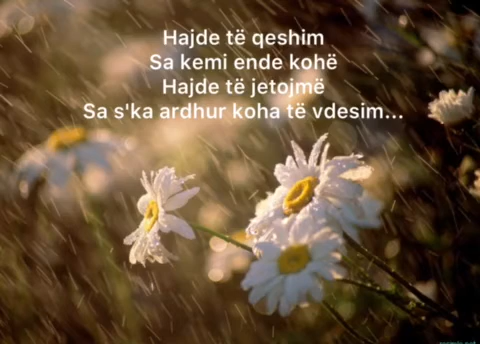 Hajde të qeshim
Sa kemi ende kohë
Hajde të jetojmë
Sa s'ka ardhur koha të vdesim...